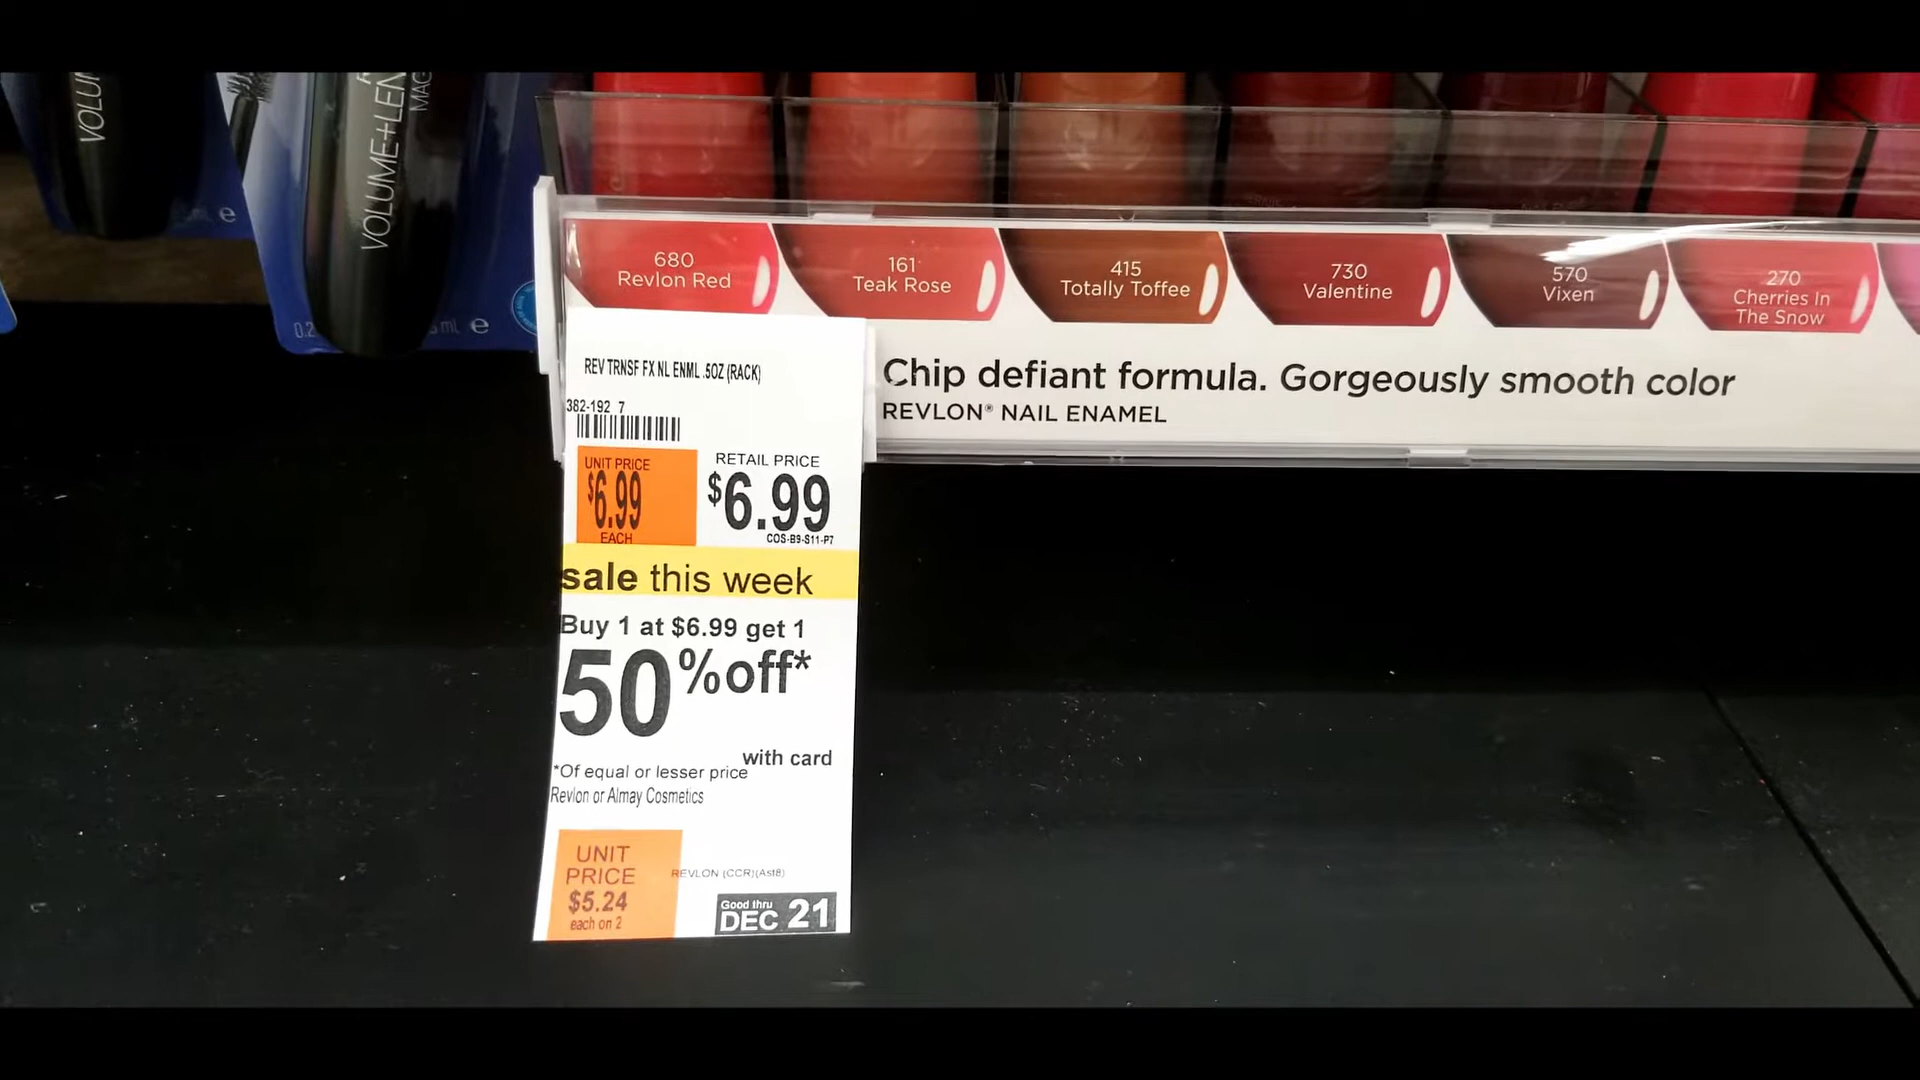 VOLUME+LEN
MAG
e
e
680
Revlon Red
161
Teak Rose
415
Totally Toffee
730
Valentine
570
Vixen
270
Cherries In
The Snow
Chip defiant formula. Gorgeously smooth color
REVLON® NAIL ENAMEL
REV TRNSF FX NL ENML .5OZ (RACK)
382-192 7
UNIT PRICE
$6.99
EACH
RETAIL PRICE
$6.99
COS-B9-S11-P7
sale this week
Buy 1 at $6.99 get 1
50%off*
with card
*Of equal or lesser price
Revlon or Almay Cosmetics
UNIT
PRICE
$5.24
each on 2
REVLON (CCR)(Ast8)
Good thru
DEC 21